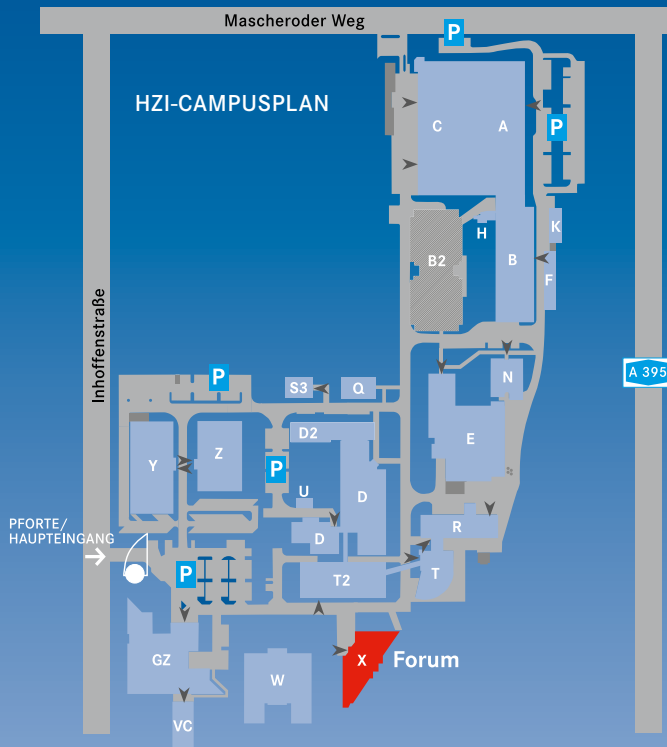 Mascheroder Weg
P
HZI-CAMPUSPLAN
C
A
P
K
H
B2
B
F
Inhoffenstraße
A 395
P
S3
Q
N
D2
E
Y
Z
P
U
D
R
D
PFORTE/
HAUPTEINGANG
P
T2
T
GZ
X
Forum
W
VC